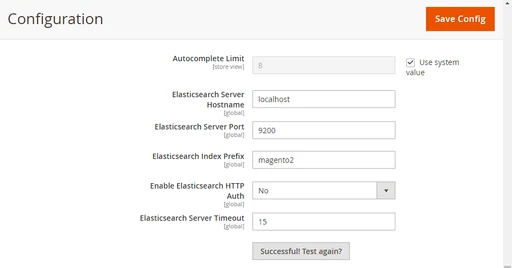 Configuration
Save Config
Autocomplete Limit
[store view]
8
Use system
value
Elasticsearch Server
Hostname
[global]
localhost
Elasticsearch Server Port
[global]
9200
Elasticsearch Index Prefix
[global]
magento2
Enable Elasticsearch HTTP
Auth
[global]
No
Elasticsearch Server Timeout
[global]
15
Successful! Test again?